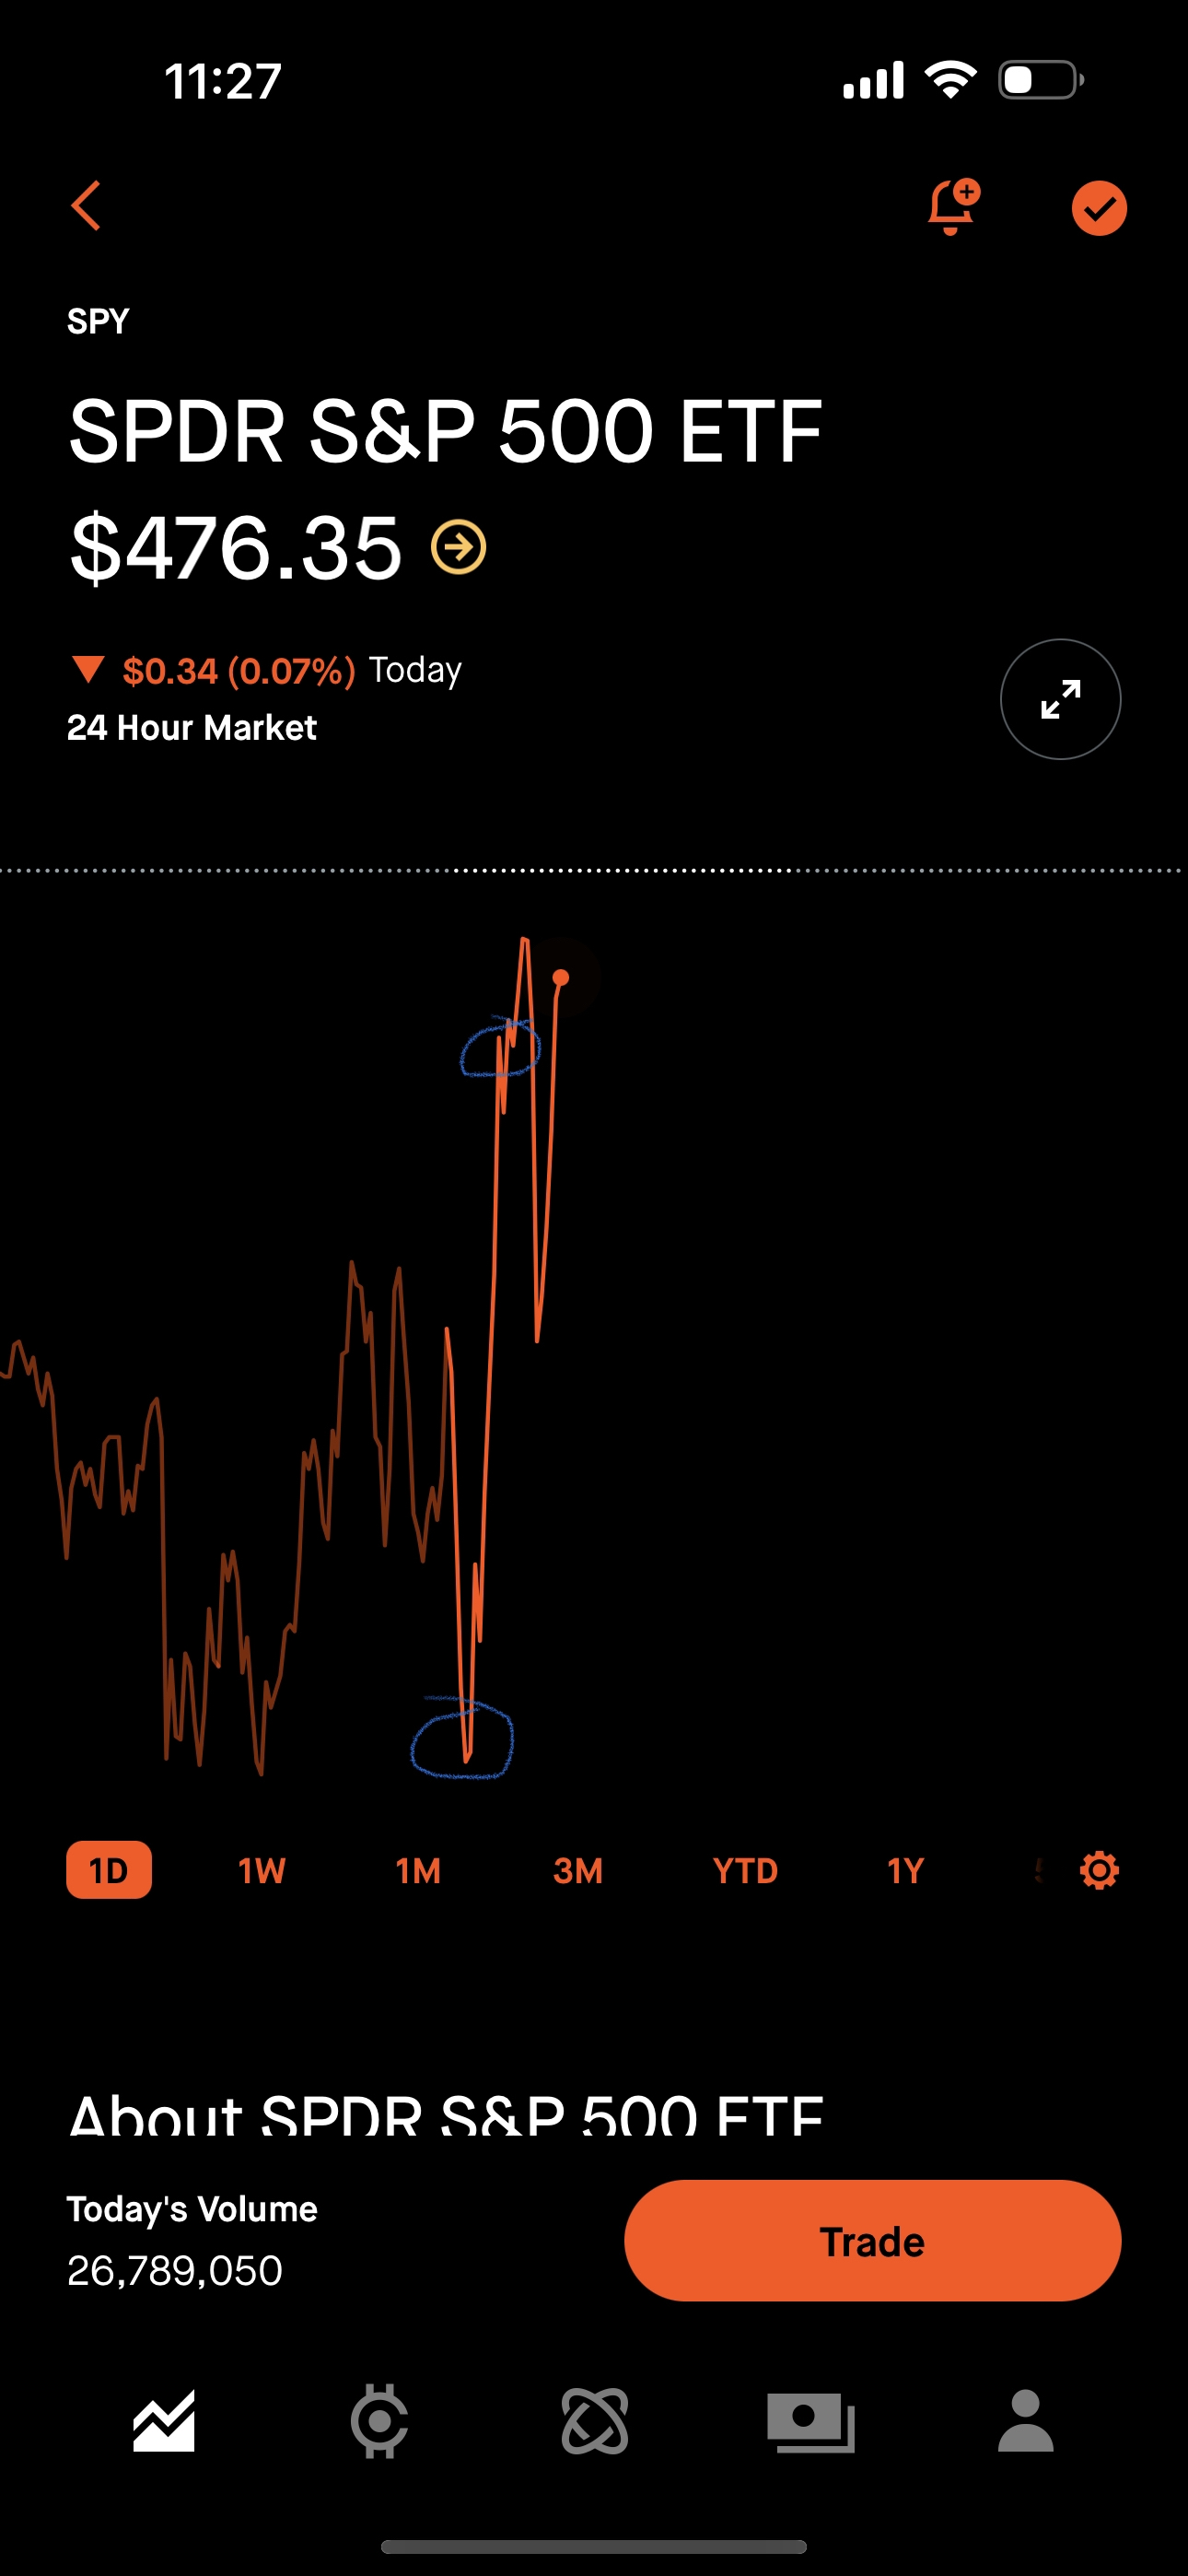 11:27
SPY
SPDR S&P 500 ETF
$476.35
$0.34 (0.07%) Today
24 Hour Market
1D 1W 1M 3M YTD 1Y
About SPDR S&P 500 ETF
Today's Volume
26,789,050
Trade